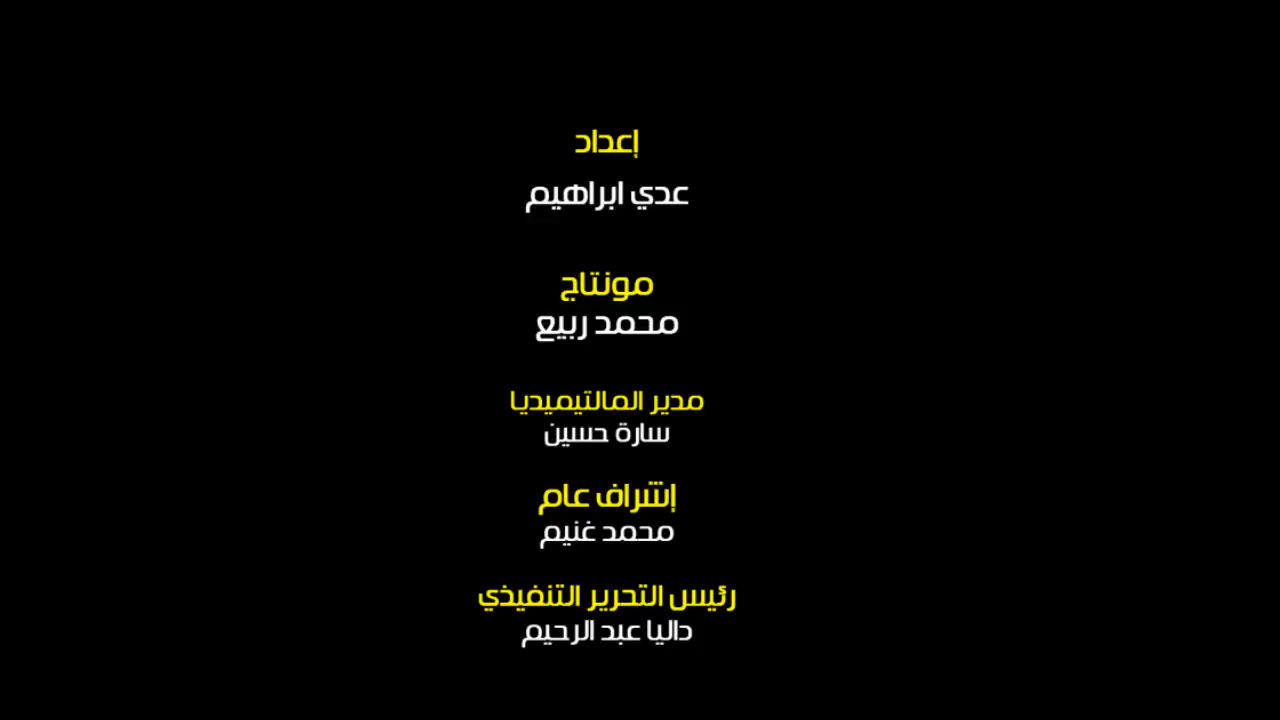 إعداد
عدي ابراهيم
مونتاج
محمد ربيع
مدير المالتيميديا
سارة حسين
إشراف عام
محمد غنيم
رئيس التحرير التنفيذي
داليا عبد الرحيم